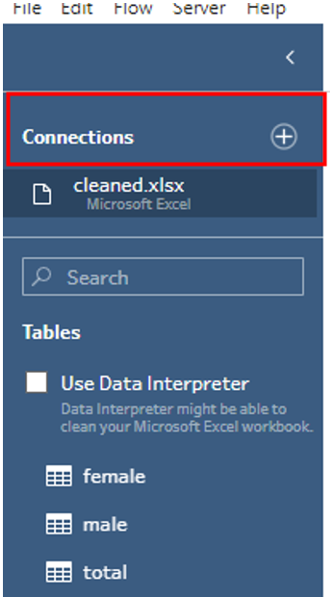 File Edit Flow Server Help
Connections
cleaned.xlsx
Microsoft Excel
Search
Tables
Use Data Interpreter
Data Interpreter might be able to
clean your Microsoft Excel workbook.
female
male
total